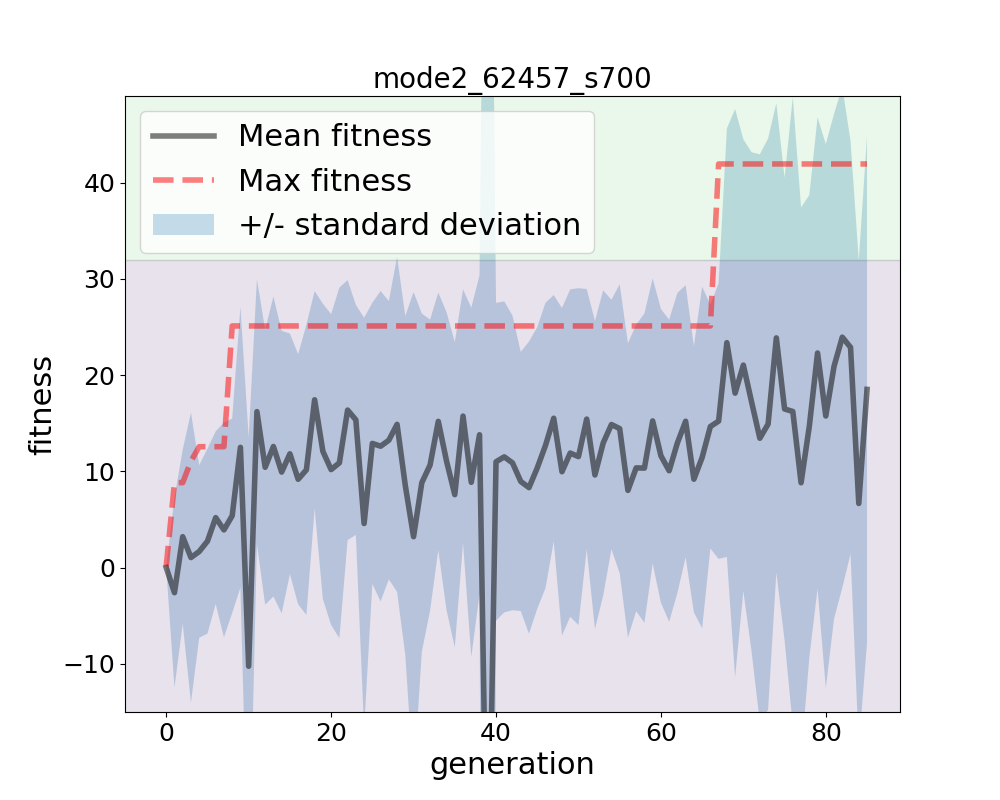 mode2_62457_s700
Mean fitness
Max fitness
+/- standard deviation
fitness
40
30
20
10
0
−10
0 20 40 60 80
generation